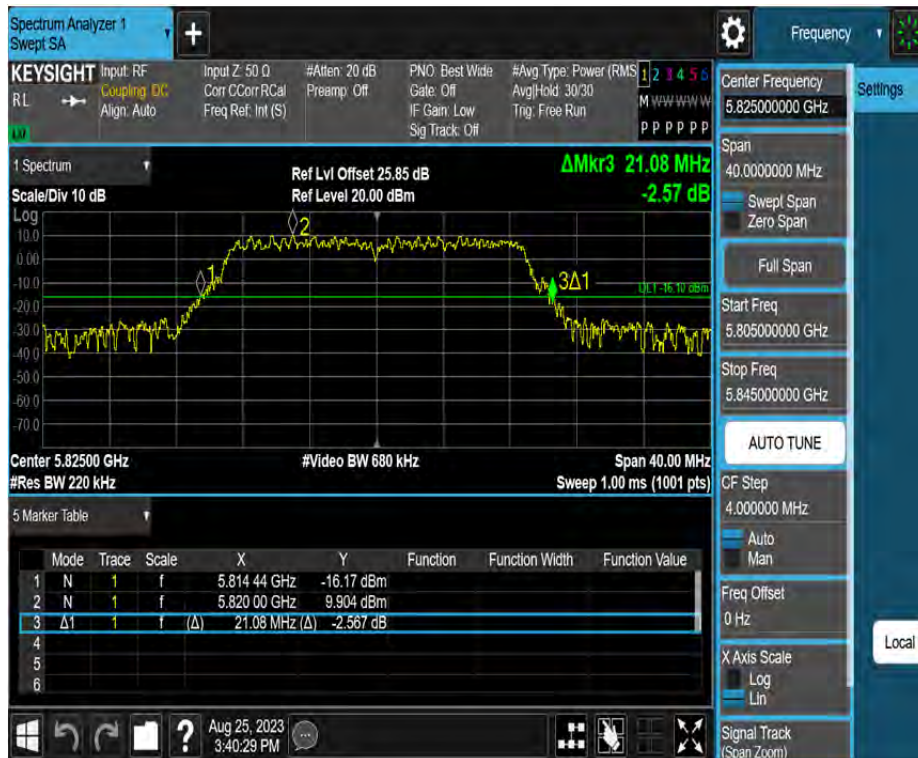 Spectrum Analyzer 1
Swept SA
+
Frequency
KEYSIGHT
RL
Input: RF
Coupling: DC
Align: Auto
Input Z: 50 Ω
Corr CCorr RCal
Freq Ref: Int (S)
#Atten: 20 dB
Preamp: Off
PNO: Best Wide
Gate: Off
IF Gain: Low
Sig Track: Off
#Avg Type: Power (RMS
Avg|Hold: 30/30
Trig: Free Run
1 2 3 4 5 6
M W W W W W
P P P P P P
LXI
1 Spectrum
Scale/Div 10 dB
Ref Lvl Offset 25.85 dB
Ref Level 20.00 dBm
ΔMkr3 21.08 MHz
-2.57 dB
Log
10.0
0.00
-10.0
-20.0
-30.0
-40.0
-50.0
-60.0
-70.0
1
2
3Δ1
DL1 -16.10 dBm
Center 5.82500 GHz
#Video BW 680 kHz
Span 40.00 MHz
#Res BW 220 kHz
Sweep 1.00 ms (1001 pts)
5 Marker Table
Mode Trace Scale X Y Function Function Width Function Value
1 N 1 f 5.814 44 GHz -16.17 dBm
2 N 1 f 5.820 00 GHz 9.904 dBm
3 Δ1 1 f (Δ) 21.08 MHz (Δ) -2.567 dB
4
5
6
?
Aug 25, 2023
3:40:29 PM
Center Frequency
5.825000000 GHz
Span
40.0000000 MHz
Swept Span
Zero Span
Full Span
Start Freq
5.805000000 GHz
Stop Freq
5.845000000 GHz
AUTO TUNE
CF Step
4.000000 MHz
Auto
Man
Freq Offset
0 Hz
X Axis Scale
Log
Lin
Signal Track
(Span Zoom)
Settings
Local